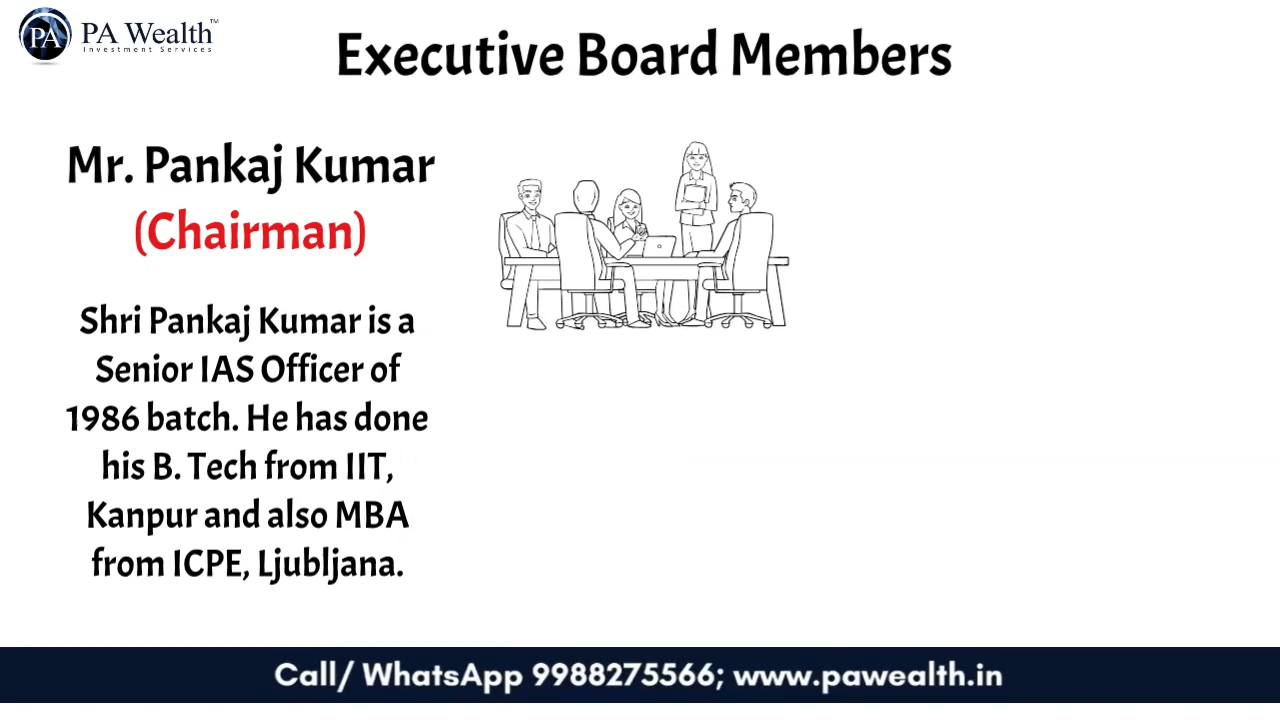 PA
PA Wealth™
Investment Services
Executive Board Members
Mr. Pankaj Kumar
(Chairman)
Shri Pankaj Kumar is a
Senior IAS Officer of
1986 batch. He has done
his B. Tech from IIT,
Kanpur and also MBA
from ICPE, Ljubljana.
Call/ WhatsApp 9988275566; www.pawealth.in